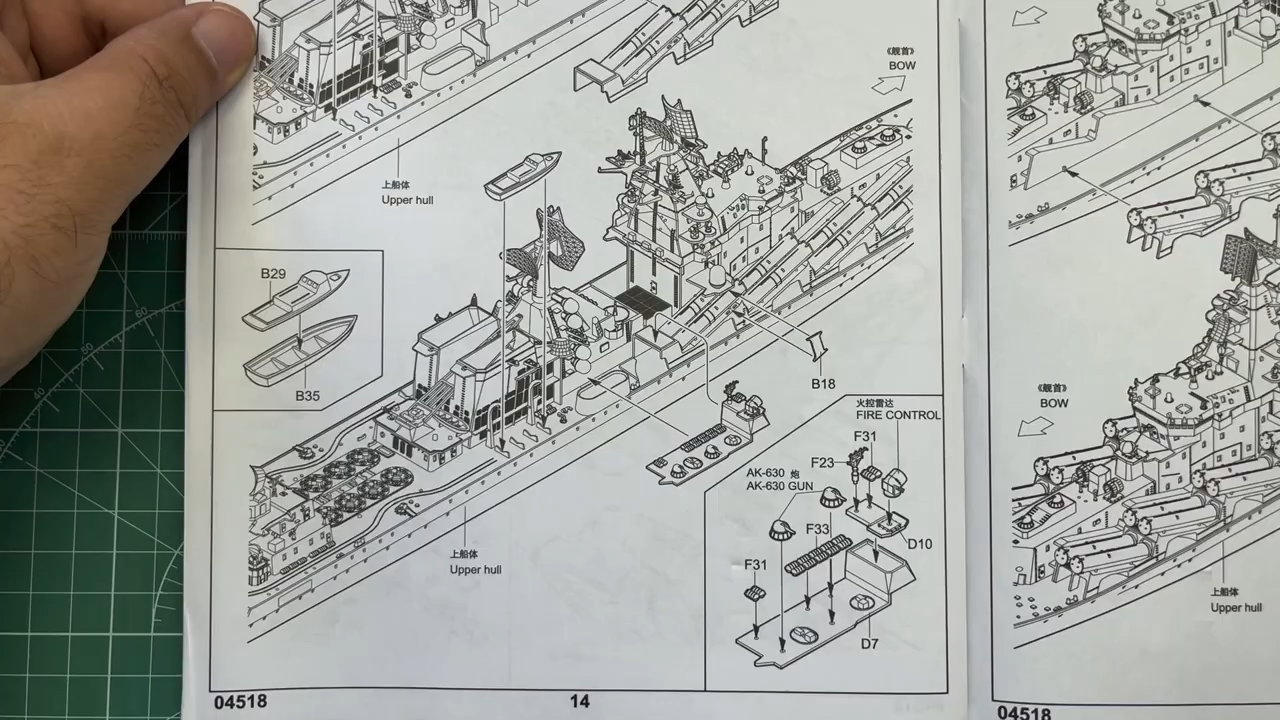 《舰首》
BOW
上船体
Upper hull
B29
B35
B18
火控雷达
FIRE CONTROL
F31
F23
AK-630 炮
AK-630 GUN
D10
F33
F31
D7
上船体
Upper hull
04518
14
《舰首》
BOW
上船体
Upper hull
04518